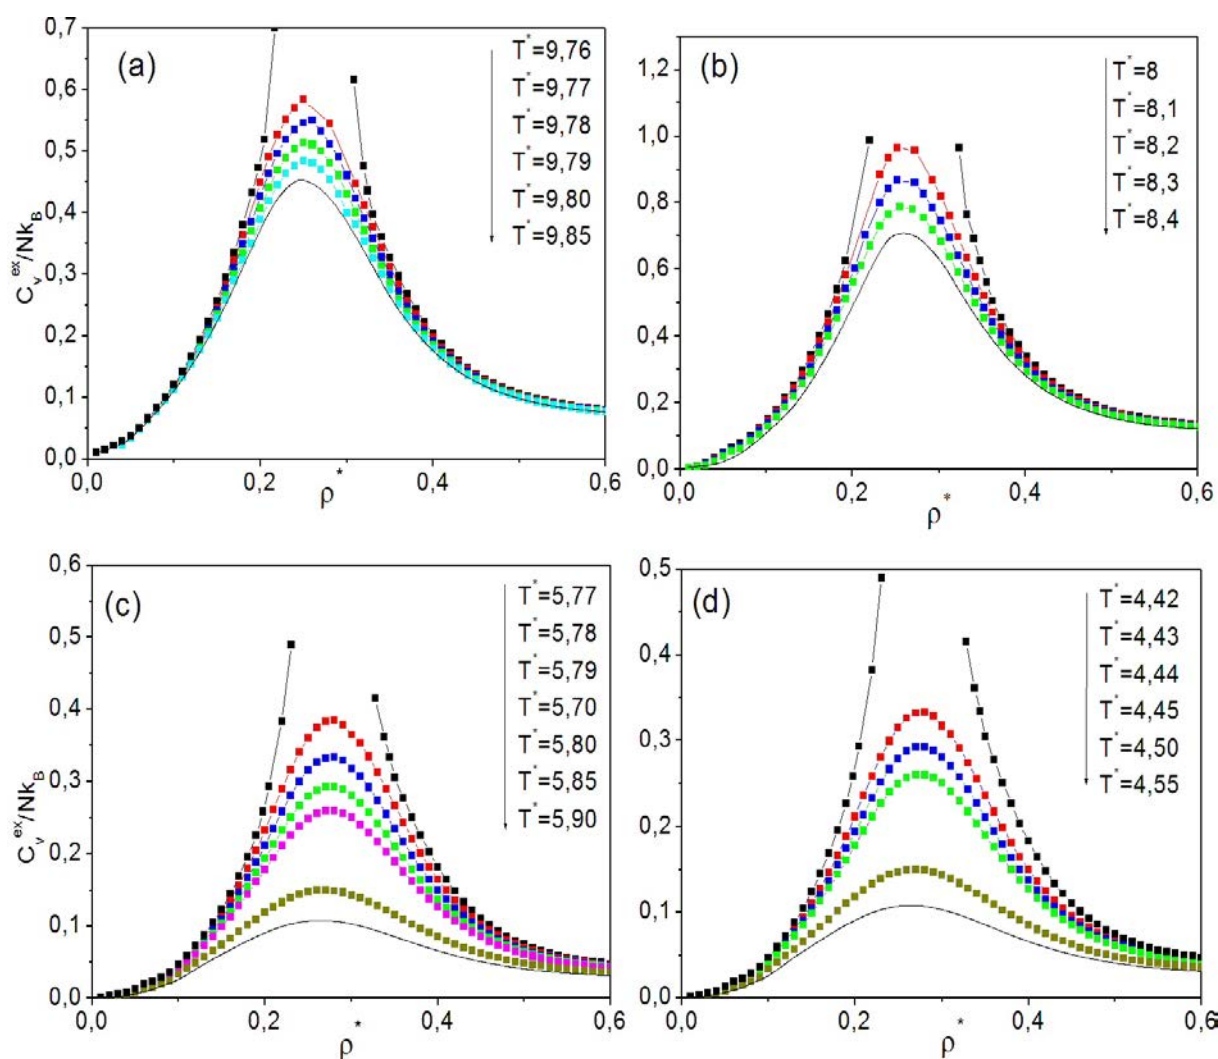 (a)
T*=9,76
T*=9,77
T*=9,78
T*=9,79
T*=9,80
T*=9,85
0,7
0,6
0,5
0,4
0,3
0,2
0,1
0,0
Cvex/NkB
0,0 0,2 0,4 0,6
ρ*
(b)
T*=8
T*=8,1
T*=8,2
T*=8,3
T*=8,4
1,2
1,0
0,8
0,6
0,4
0,2
0,0
0,0 0,2 0,4 0,6
ρ*
(c)
T*=5,77
T*=5,78
T*=5,79
T*=5,70
T*=5,80
T*=5,85
T*=5,90
0,6
0,5
0,4
0,3
0,2
0,1
0,0
Cvex/NkB
0,0 0,2 0,4 0,6
ρ*
(d)
T*=4,42
T*=4,43
T*=4,44
T*=4,45
T*=4,50
T*=4,55
0,5
0,4
0,3
0,2
0,1
0,0
0,0 0,2 0,4 0,6
ρ*